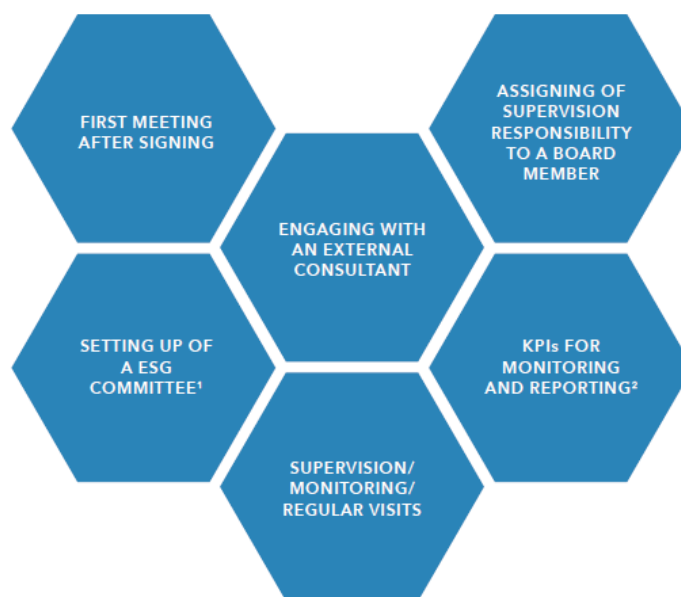 FIRST MEETING
AFTER SIGNING
ASSIGNING OF
SUPERVISION
RESPONSIBILITY
TO A BOARD
MEMBER
ENGAGING WITH
AN EXTERNAL
CONSULTANT
SETTING UP OF
A ESG
COMMITTEE¹
KPIs FOR
MONITORING
AND REPORTING²
SUPERVISION/
MONITORING/
REGULAR VISITS